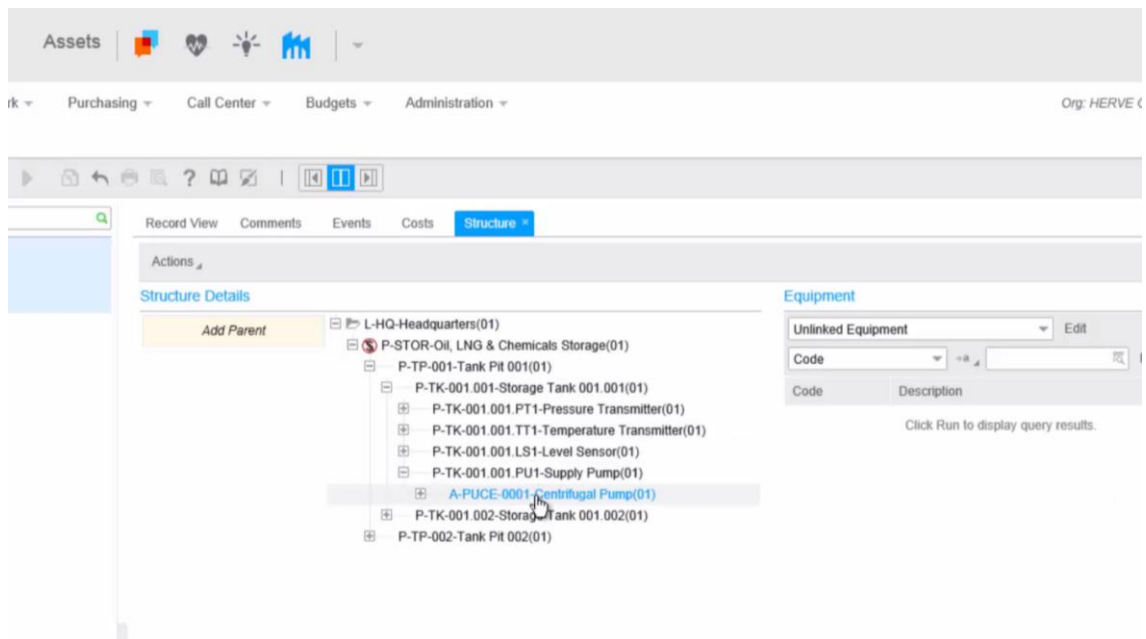 Assets
rk Purchasing Call Center Budgets Administration Org: HERVE
?
Record View Comments Events Costs Structure ×
Actions
Structure Details
Equipment
Add Parent
L-HQ-Headquarters(01)
Unlinked Equipment Edit
P-STOR-Oil, LNG & Chemicals Storage(01)
Code
P-TP-001-Tank Pit 001(01)
P-TK-001.001-Storage Tank 001.001(01)
Code Description
P-TK-001.001.PT1-Pressure Transmitter(01)
P-TK-001.001.TT1-Temperature Transmitter(01)
Click Run to display query results.
P-TK-001.001.LS1-Level Sensor(01)
P-TK-001.001.PU1-Supply Pump(01)
A-PUCE-0001-Centrifugal Pump(01)
P-TK-001.002-Storage Tank 001.002(01)
P-TP-002-Tank Pit 002(01)